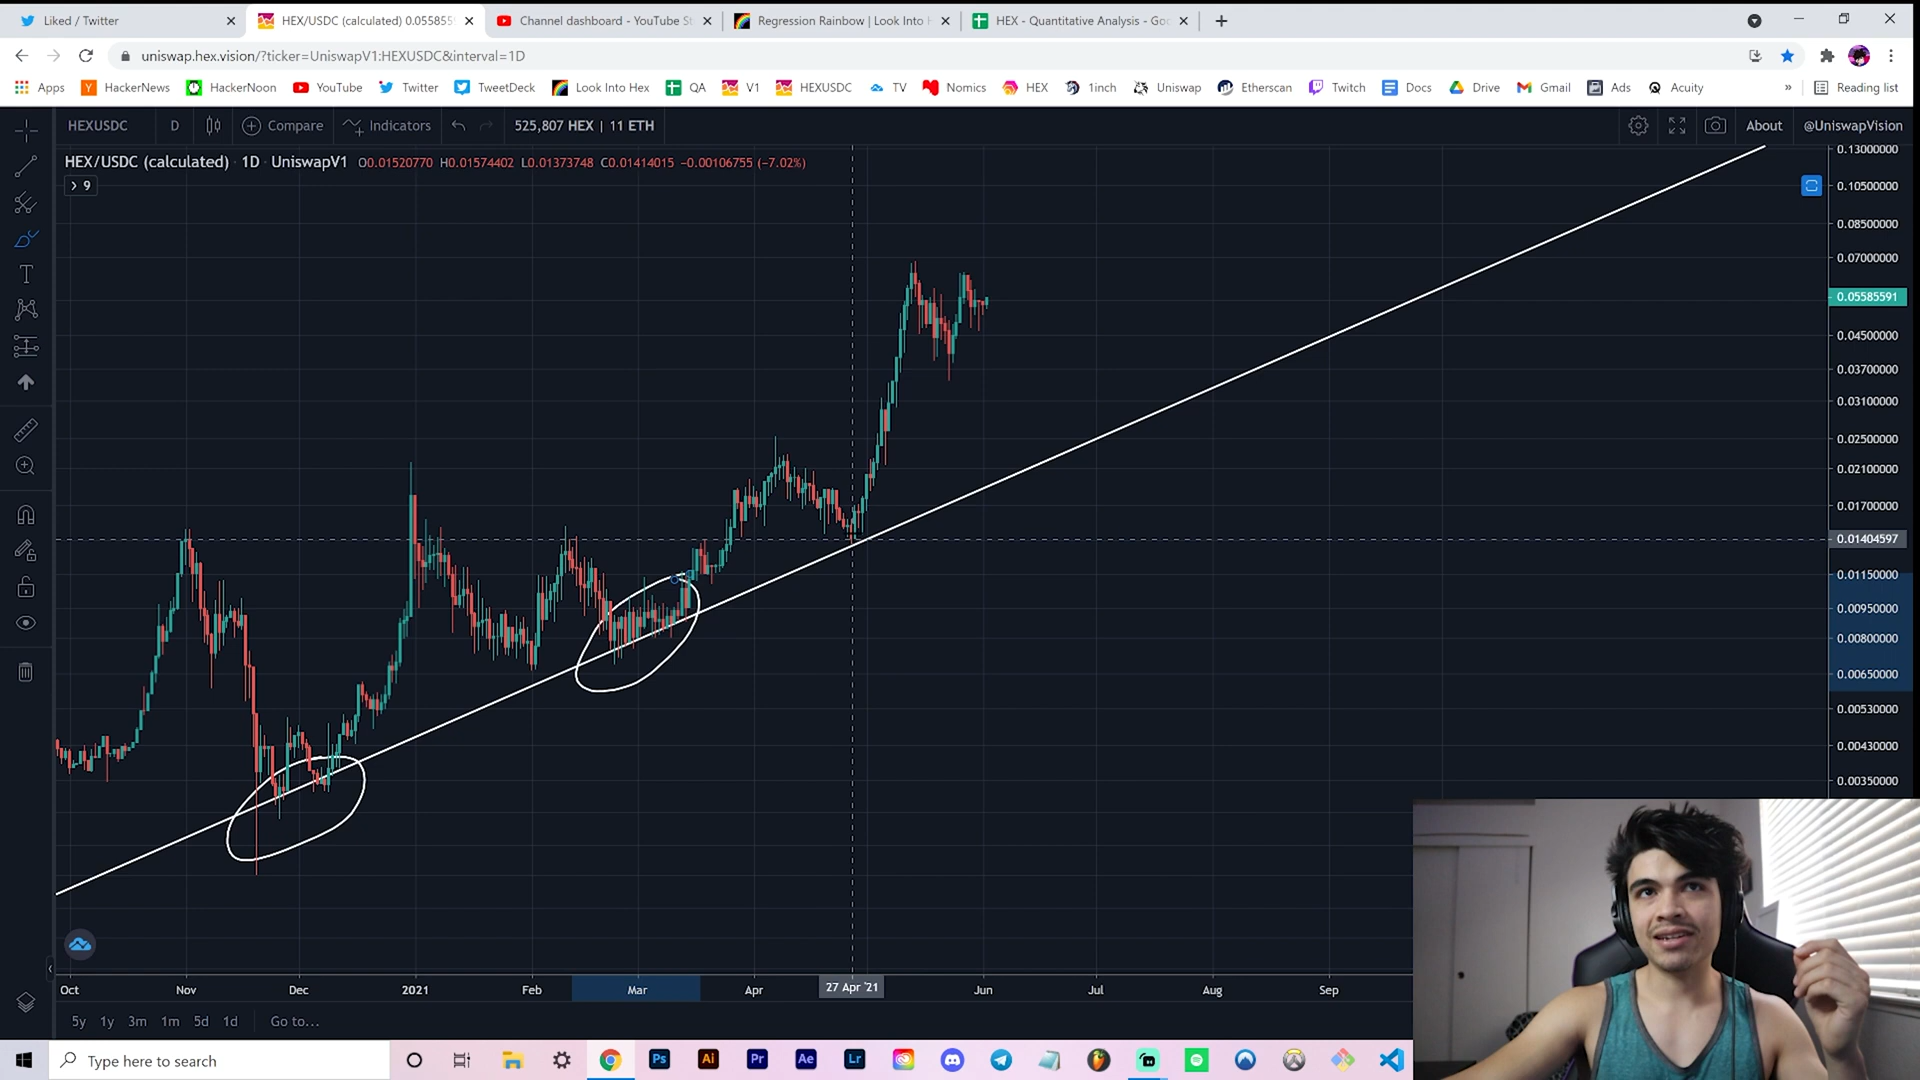 Liked / Twitter
HEX/USDC (calculated) 0.0558559
Channel dashboard - YouTube St
Regression Rainbow | Look Into H
HEX - Quantitative Analysis - Goo
uniswap.hex.vision/?ticker=UniswapV1:HEXUSDC&interval=1D
Apps HackerNews HackerNoon YouTube Twitter TweetDeck Look Into Hex QA V1 HEXUSDC TV Nomics HEX 1inch Uniswap Etherscan Twitch Docs Drive Gmail Ads Acuity » Reading list
HEXUSDC D Compare Indicators 525,807 HEX | 11 ETH About @UniswapVision
HEX/USDC (calculated) · 1D · UniswapV1 O0.01520770 H0.01574402 L0.01373748 C0.01414015 −0.00106755 (−7.02%)
9
0.13000000
0.10500000
0.08500000
0.07000000
0.05585591
0.04500000
0.03700000
0.03100000
0.02500000
0.02100000
0.01700000
0.01404597
0.01150000
0.00950000
0.00800000
0.00650000
0.00530000
0.00430000
0.00350000
Oct Nov Dec 2021 Feb Mar Apr 27 Apr '21 Jun Jul Aug Sep
5y 1y 3m 1m 5d 1d Go to...
Type here to search
Ps Ai Pr Ae Lr